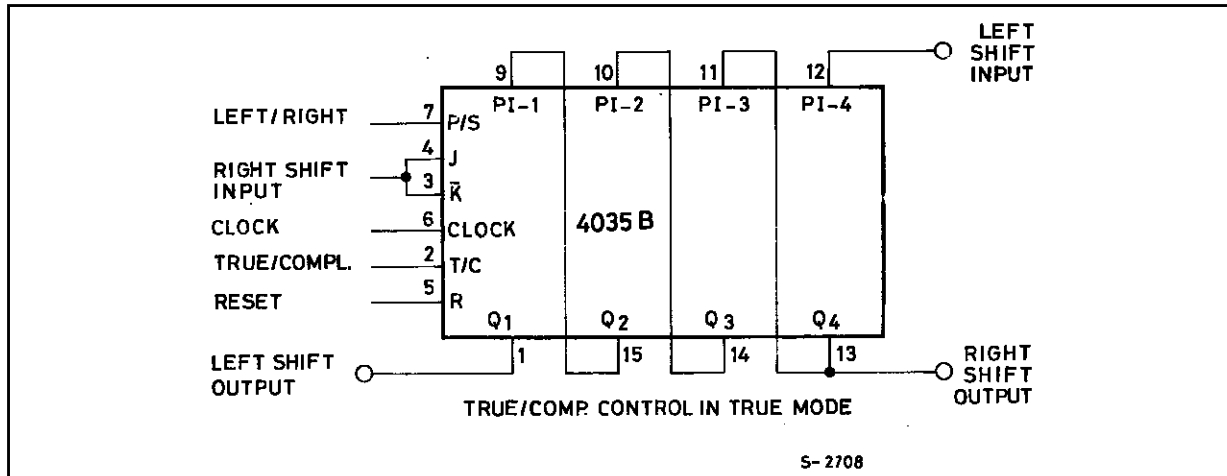 LEFT
SHIFT
INPUT
9 10 11 12
PI-1 PI-2 PI-3 PI-4
LEFT/RIGHT 7 P/S
4 J
RIGHT SHIFT
INPUT
3 K̅
6
CLOCK CLOCK
4035 B
TRUE/COMPL. 2 T/C
RESET 5 R
Q1 Q2 Q3 Q4
1 15 14 13
LEFT SHIFT
OUTPUT
RIGHT
SHIFT
OUTPUT
TRUE/COMP. CONTROL IN TRUE MODE
S-2708